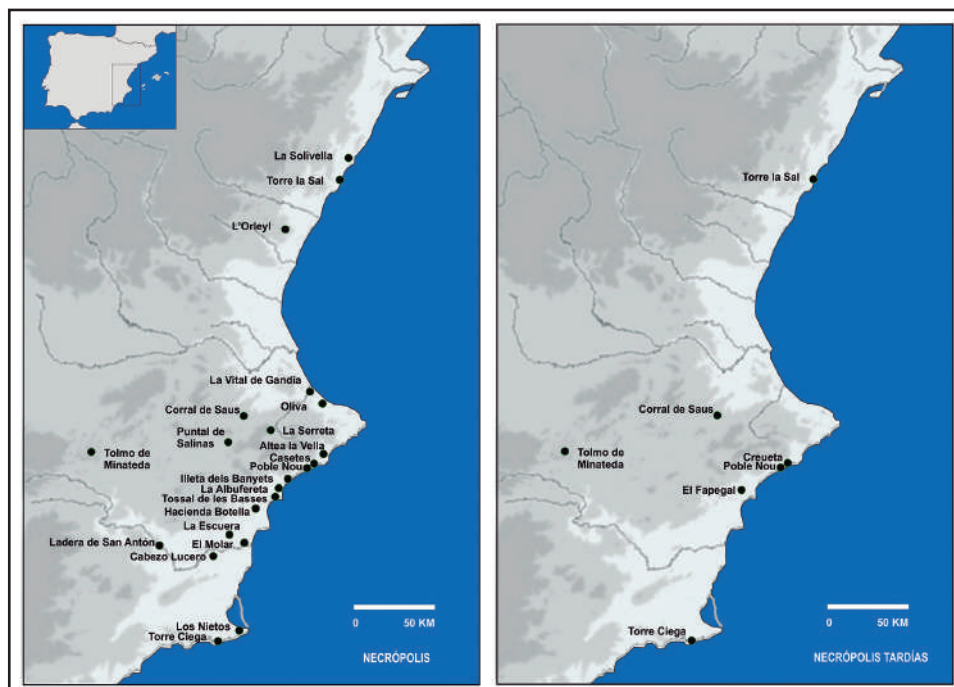 La Solivella
Torre la Sal
L'Orleyl
La Vital de Gandía
Oliva
Corral de Saus
La Serreta
Puntal de
Salinas
Altea la Vella
Tolmo de
Minateda
Casetes
Poble Nou
Illeta dels Banyets
La Albufereta
Tossal de les Basses
Hacienda Botella
La Escuera
Ladera de San Antón
El Molar
Cabezo Lucero
Los Nietos
Torre Ciega
50 KM
NECRÓPOLIS
Torre la Sal
Corral de Saus
Tolmo de
Minateda
Creueta
Poble Nou
El Fapegal
Torre Ciega
50 KM
NECRÓPOLIS TARDÍAS